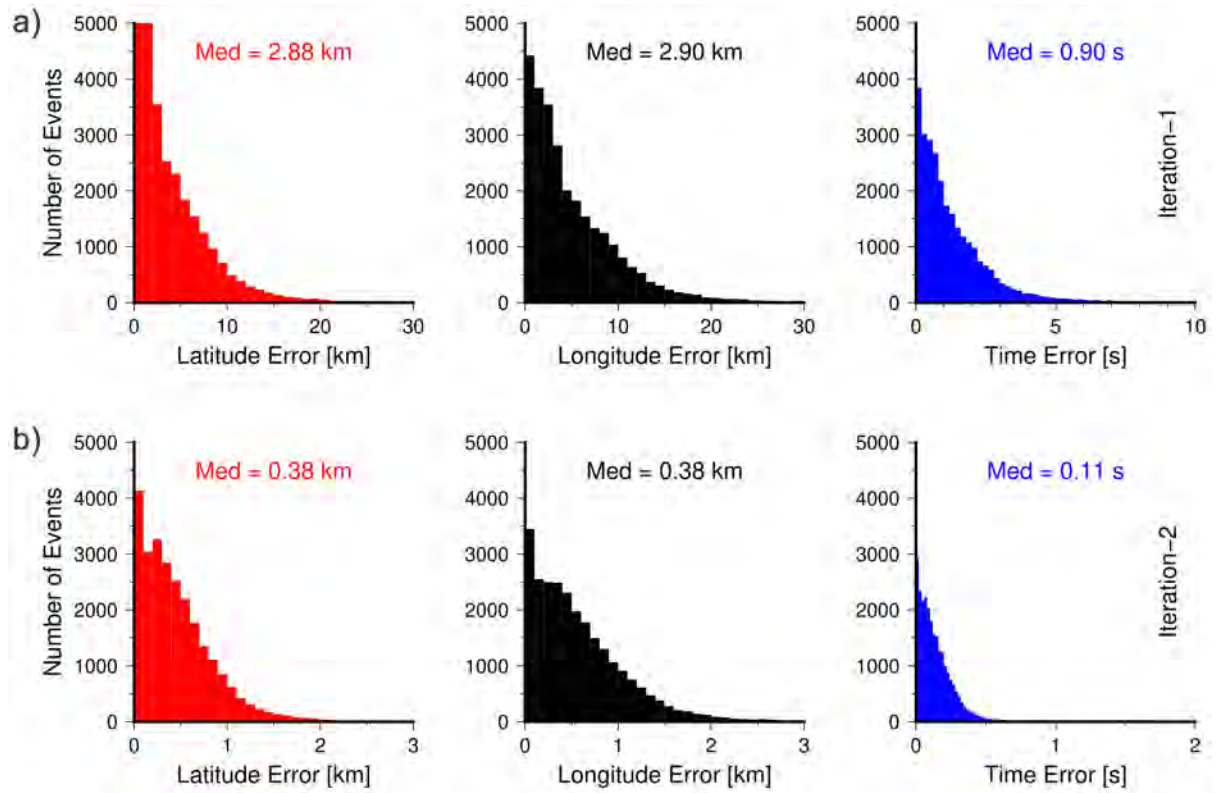 a)
Number of Events
5000
4000
3000
2000
1000
0
Med = 2.88 km
0 10 20 30
Latitude Error [km]
5000
4000
3000
2000
1000
0
Med = 2.90 km
0 10 20 30
Longitude Error [km]
5000
4000
3000
2000
1000
0
Med = 0.90 s
0 5 10
Time Error [s]
Iteration-1
b)
Number of Events
5000
4000
3000
2000
1000
0
Med = 0.38 km
0 1 2 3
Latitude Error [km]
5000
4000
3000
2000
1000
0
Med = 0.38 km
0 1 2 3
Longitude Error [km]
5000
4000
3000
2000
1000
0
Med = 0.11 s
0 1 2
Time Error [s]
Iteration-2